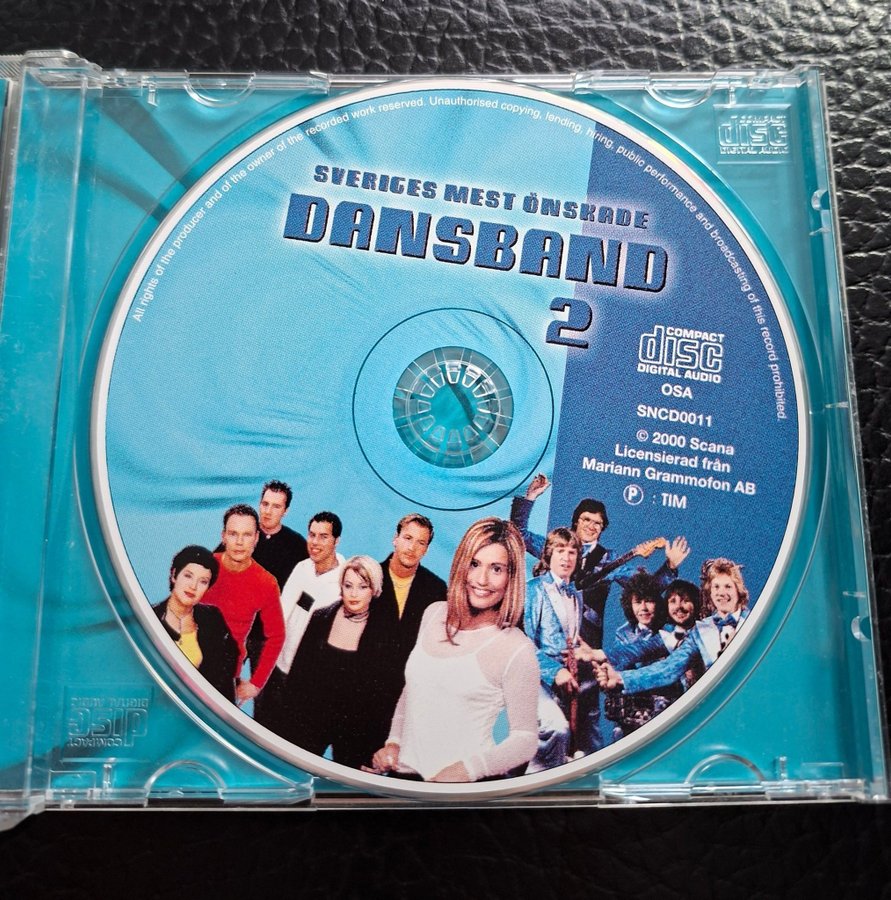 All rights of the producer and of the owner of the recorded work reserved. Unauthorised copying, lending, hiring, public performance and broadcasting of this record prohibited.
SVERIGES MEST ÖNSKADE
DANSBAND
2
COMPACT
disc
DIGITAL AUDIO
OSA
SNCD0011
© 2000 Scana
Licensierad från
Mariann Grammofon AB
Ⓟ : TIM
COMPACT
disc
DIGITAL AUDIO
COMPACT
disc
DIGITAL AUDIO